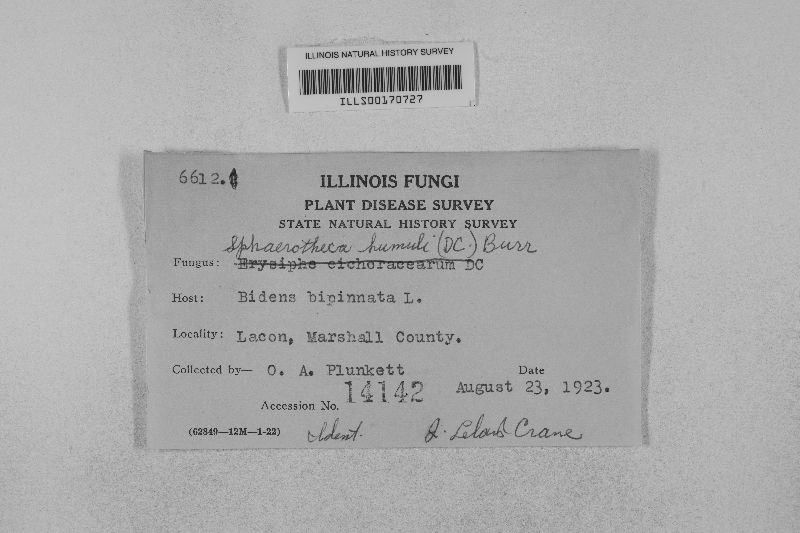 ILLINOIS NATURAL HISTORY SURVEY
ILLS00170727
6612.
ILLINOIS FUNGI
PLANT DISEASE SURVEY
STATE NATURAL HISTORY SURVEY
Sphaerotheca humuli (DC.) Burr
Fungus: Erysiphe cichoracearum DC
Host: Bidens bipinnata L.
Locality: Lacon, Marshall County.
Collected by— O. A. Plunkett
Date August 23, 1923.
Accession No. 14142
(62849—12M—1-22) Ident. J. Leland Crane